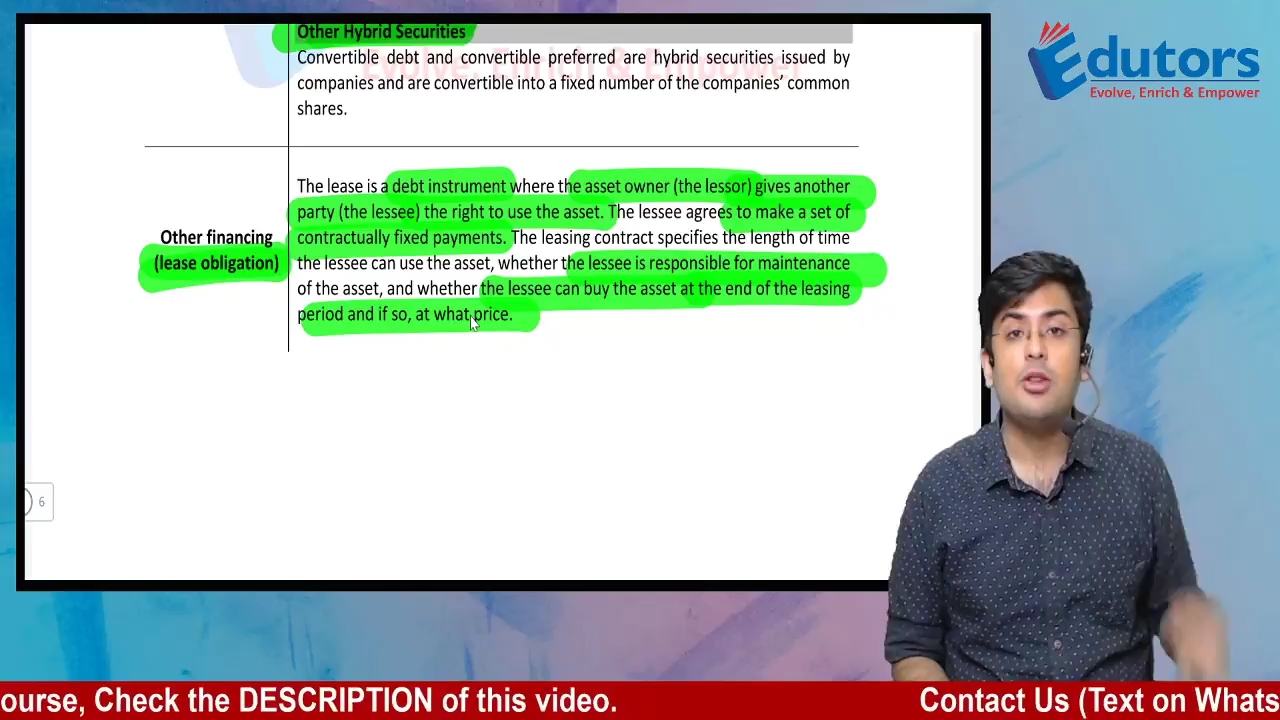 Other Hybrid Securities
Convertible debt and convertible preferred are hybrid securities issued by
companies and are convertible into a fixed number of the companies' common
shares.
Evolve, Enrich & Empower
The lease is a debt instrument where the asset owner (the lessor) gives another
party (the lessee) the right to use the asset. The lessee agrees to make a set of
contractually fixed payments. The leasing contract specifies the length of time
the lessee can use the asset, whether the lessee is responsible for maintenance
of the asset, and whether the lessee can buy the asset at the end of the leasing
period and if so, at what price.
Other financing
(lease obligation)
6
Edutors
Evolve, Enrich & Empower
ourse, Check the DESCRIPTION of this video.
Contact Us (Text on Whats